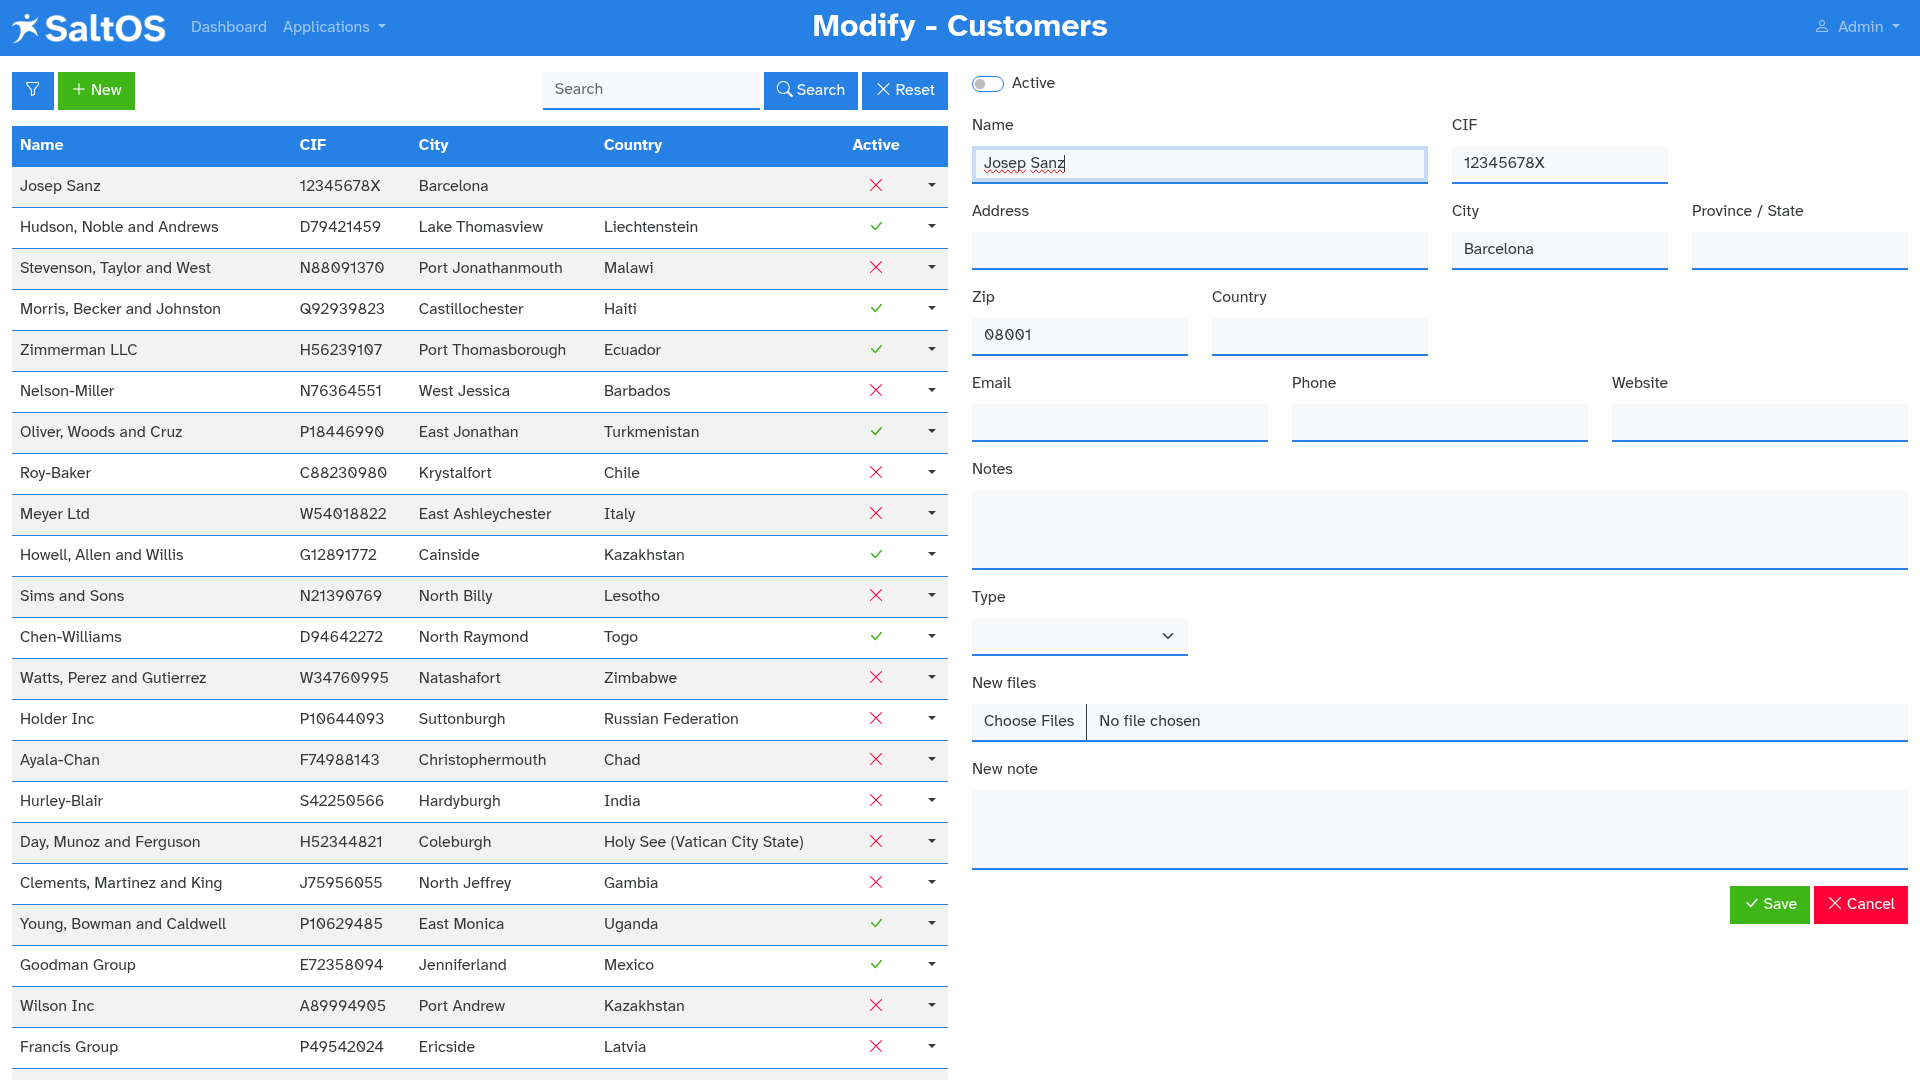 SaltOS Dashboard Applications Modify - Customers Admin
New Search Search Reset
Name CIF City Country Active
Josep Sanz 12345678X Barcelona
Hudson, Noble and Andrews D79421459 Lake Thomasview Liechtenstein
Stevenson, Taylor and West N88091370 Port Jonathanmouth Malawi
Morris, Becker and Johnston Q92939823 Castillochester Haiti
Zimmerman LLC H56239107 Port Thomasborough Ecuador
Nelson-Miller N76364551 West Jessica Barbados
Oliver, Woods and Cruz P18446990 East Jonathan Turkmenistan
Roy-Baker C88230980 Krystalfort Chile
Meyer Ltd W54018822 East Ashleychester Italy
Howell, Allen and Willis G12891772 Cainside Kazakhstan
Sims and Sons N21390769 North Billy Lesotho
Chen-Williams D94642272 North Raymond Togo
Watts, Perez and Gutierrez W34760995 Natashafort Zimbabwe
Holder Inc P10644093 Suttonburgh Russian Federation
Ayala-Chan F74988143 Christophermouth Chad
Hurley-Blair S42250566 Hardyburgh India
Day, Munoz and Ferguson H52344821 Coleburgh Holy See (Vatican City State)
Clements, Martinez and King J75956055 North Jeffrey Gambia
Young, Bowman and Caldwell P10629485 East Monica Uganda
Goodman Group E72358094 Jenniferland Mexico
Wilson Inc A89994905 Port Andrew Kazakhstan
Francis Group P49542024 Ericside Latvia
Active
Name CIF
Josep Sanz 12345678X
Address City Province / State
Barcelona
Zip Country
08001
Email Phone Website
Notes
Type
New files
Choose Files No file chosen
New note
Save Cancel